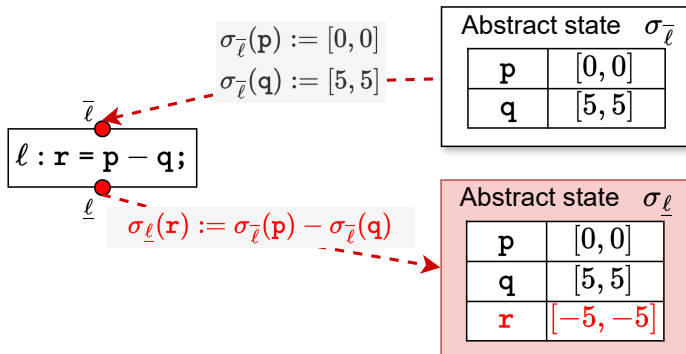 σ_ℓ̅(p) := [0, 0]
σ_ℓ̅(q) := [5, 5]
Abstract state σ_ℓ̅
p [0, 0]
q [5, 5]
ℓ̅
ℓ : r = p − q;
ℓ̲
σ_ℓ̲(r) := σ_ℓ̅(p) − σ_ℓ̅(q)
Abstract state σ_ℓ̲
p [0, 0]
q [5, 5]
r [−5, −5]